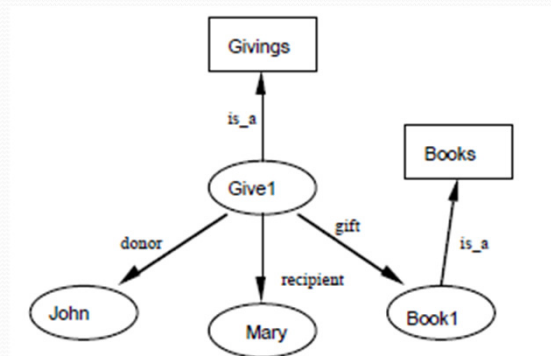 Givings
is_a
Books
Give1
donor
gift
is_a
recipient
John
Mary
Book1